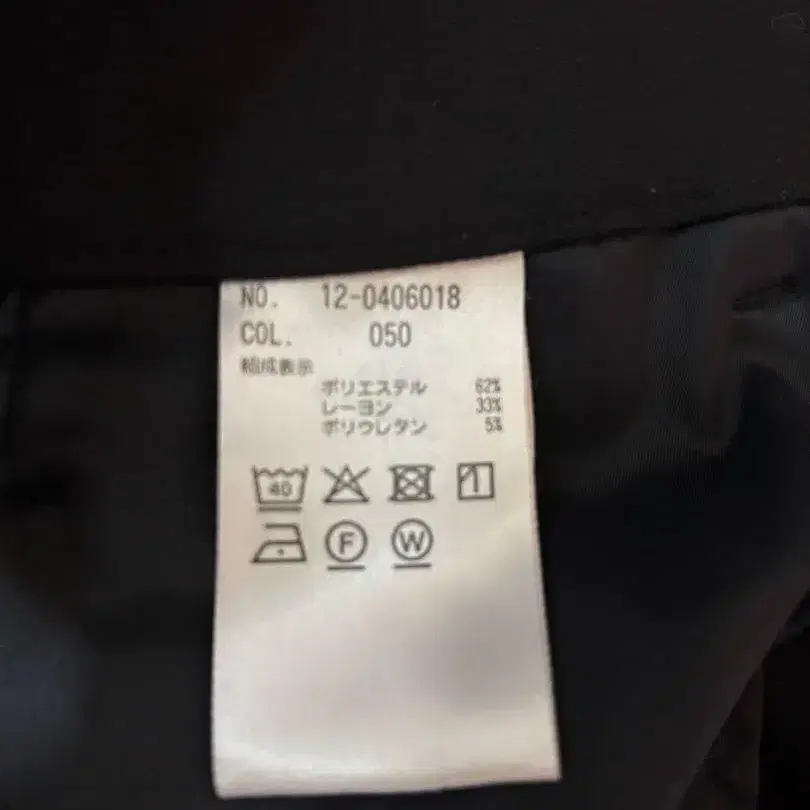 NO. 12-0406018
COL. 050
組成表示
ポリエステル 62%
レーヨン 33%
ポリウレタン 5%
40
F W